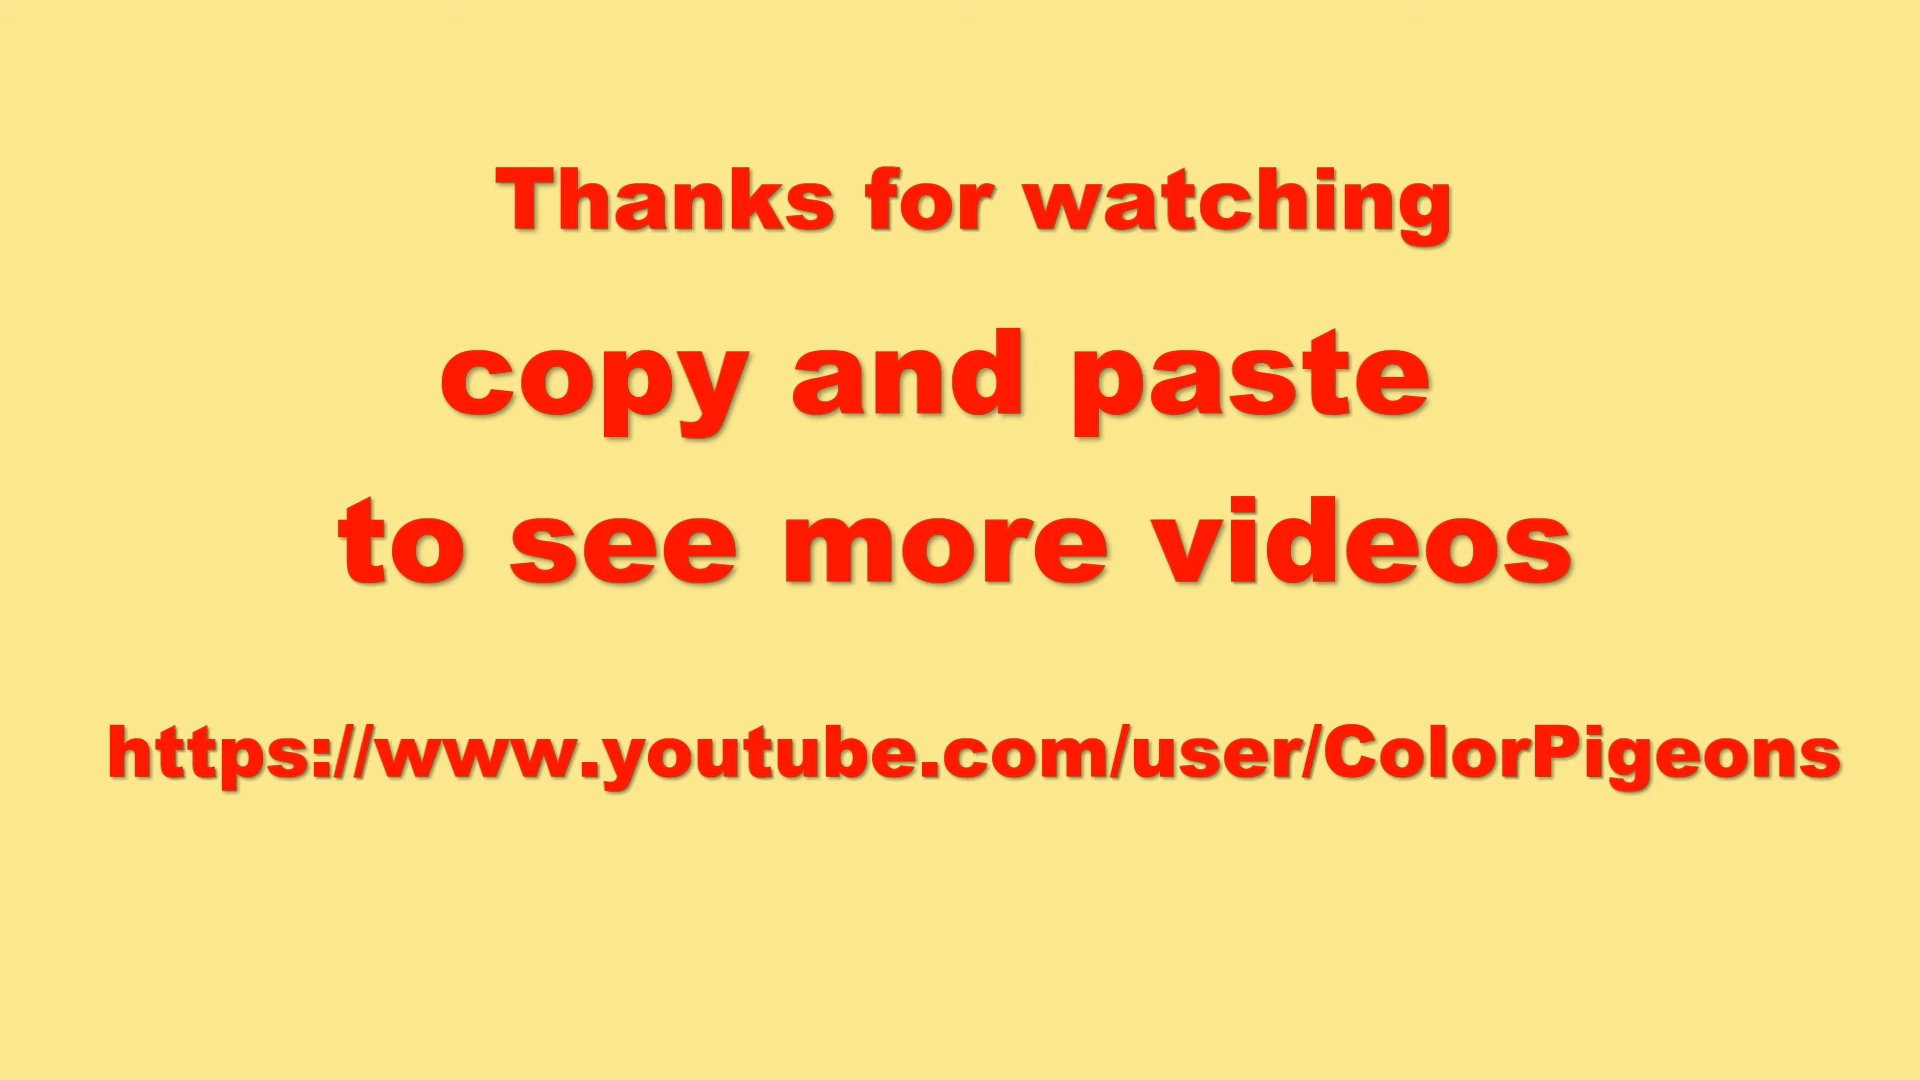 Thanks for watching
copy and paste
to see more videos
https://www.youtube.com/user/ColorPigeons